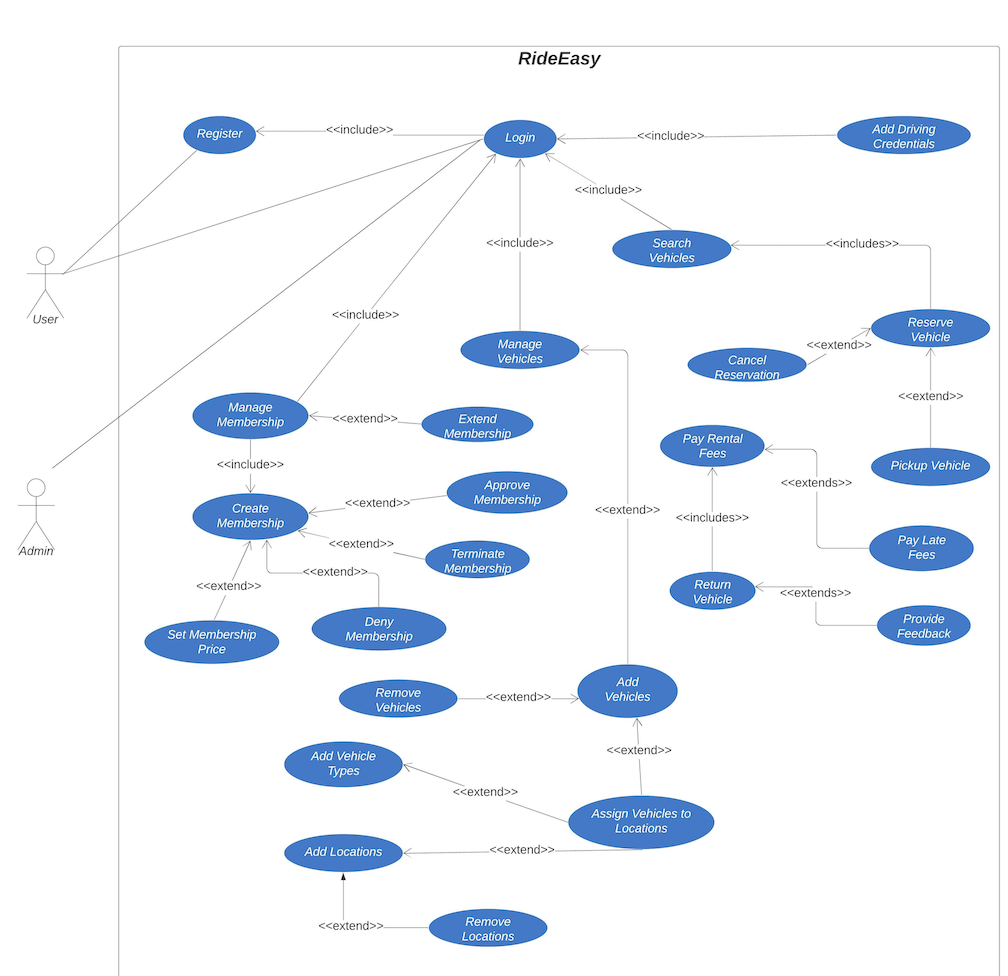 RideEasy
Register
<<include>>
Login
<<include>>
Add Driving
Credentials
<<include>>
Search
Vehicles
<<includes>>
<<include>>
User
<<include>>
Reserve
Vehicle
<<extend>>
Cancel
Reservation
Manage
Vehicles
<<extend>>
Manage
Membership
<<extend>>
Extend
Membership
Pay Rental
Fees
Pickup Vehicle
<<include>>
<<extends>>
Approve
Membership
<<extend>>
Create
Membership
<<extend>>
<<includes>>
Admin
<<extend>>
Terminate
Membership
Pay Late
Fees
<<extend>>
<<extend>>
Return
Vehicle
<<extends>>
Set Membership
Price
Deny
Membership
Provide
Feedback
Remove
Vehicles
<<extend>>
Add
Vehicles
<<extend>>
Add Vehicle
Types
<<extend>>
Assign Vehicles to
Locations
Add Locations
<<extend>>
<<extend>>
Remove
Locations